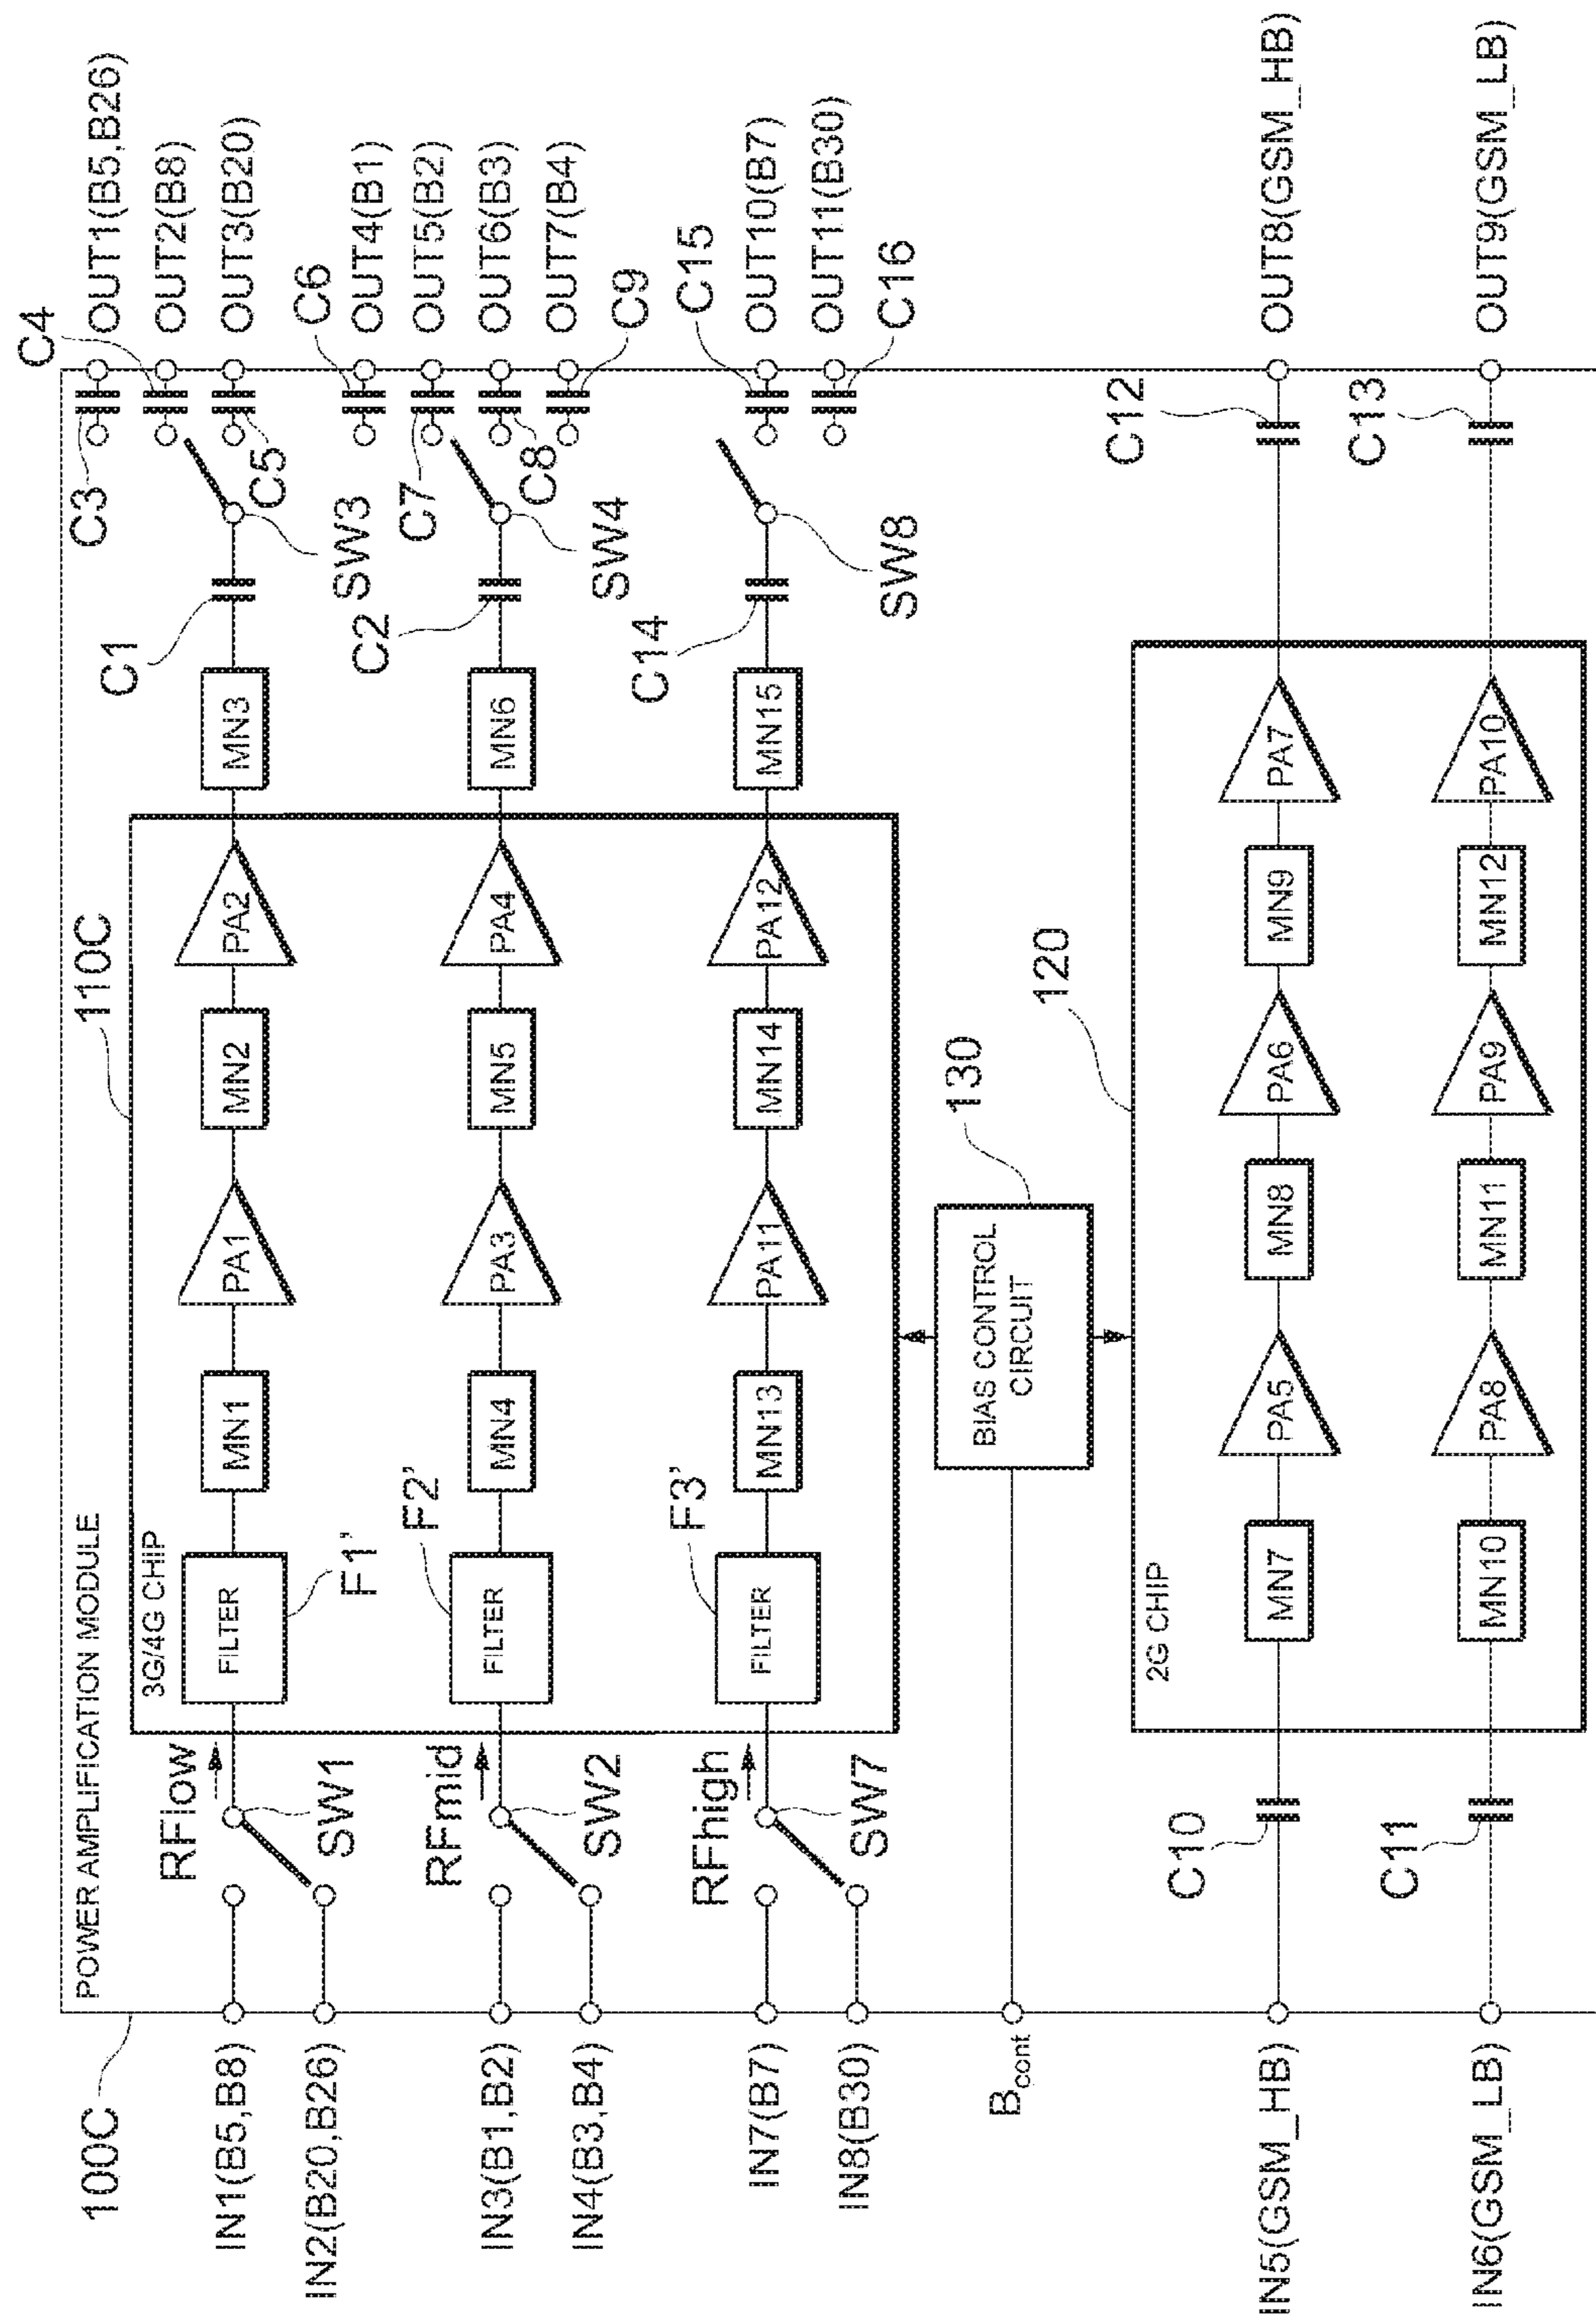 100C
POWER AMPLIFICATION MODULE
110C
3G/4G CHIP
IN1(B5,B8)
IN2(B20,B26)
RFlow
SW1
FILTER
F1'
MN1
PA1
MN2
PA2
MN3
C1
SW3
C3
C4
C5
OUT1(B5,B26)
OUT2(B8)
OUT3(B20)
IN3(B1,B2)
IN4(B3,B4)
RFmid
SW2
FILTER
F2'
MN4
PA3
MN5
PA4
MN6
C2
SW4
C6
C7
C8
C9
OUT4(B1)
OUT5(B2)
OUT6(B3)
OUT7(B4)
IN7(B7)
IN8(B30)
RFhigh
SW7
FILTER
F3'
MN13
PA11
MN14
PA12
MN15
C14
SW8
C15
C16
OUT10(B7)
OUT11(B30)
Bcont
BIAS CONTROL
CIRCUIT
130
120
2G CHIP
IN5(GSM_HB)
C10
MN7
PA5
MN8
PA6
MN9
PA7
C12
OUT8(GSM_HB)
IN6(GSM_LB)
C11
MN10
PA8
MN11
PA9
MN12
PA10
C13
OUT9(GSM_LB)